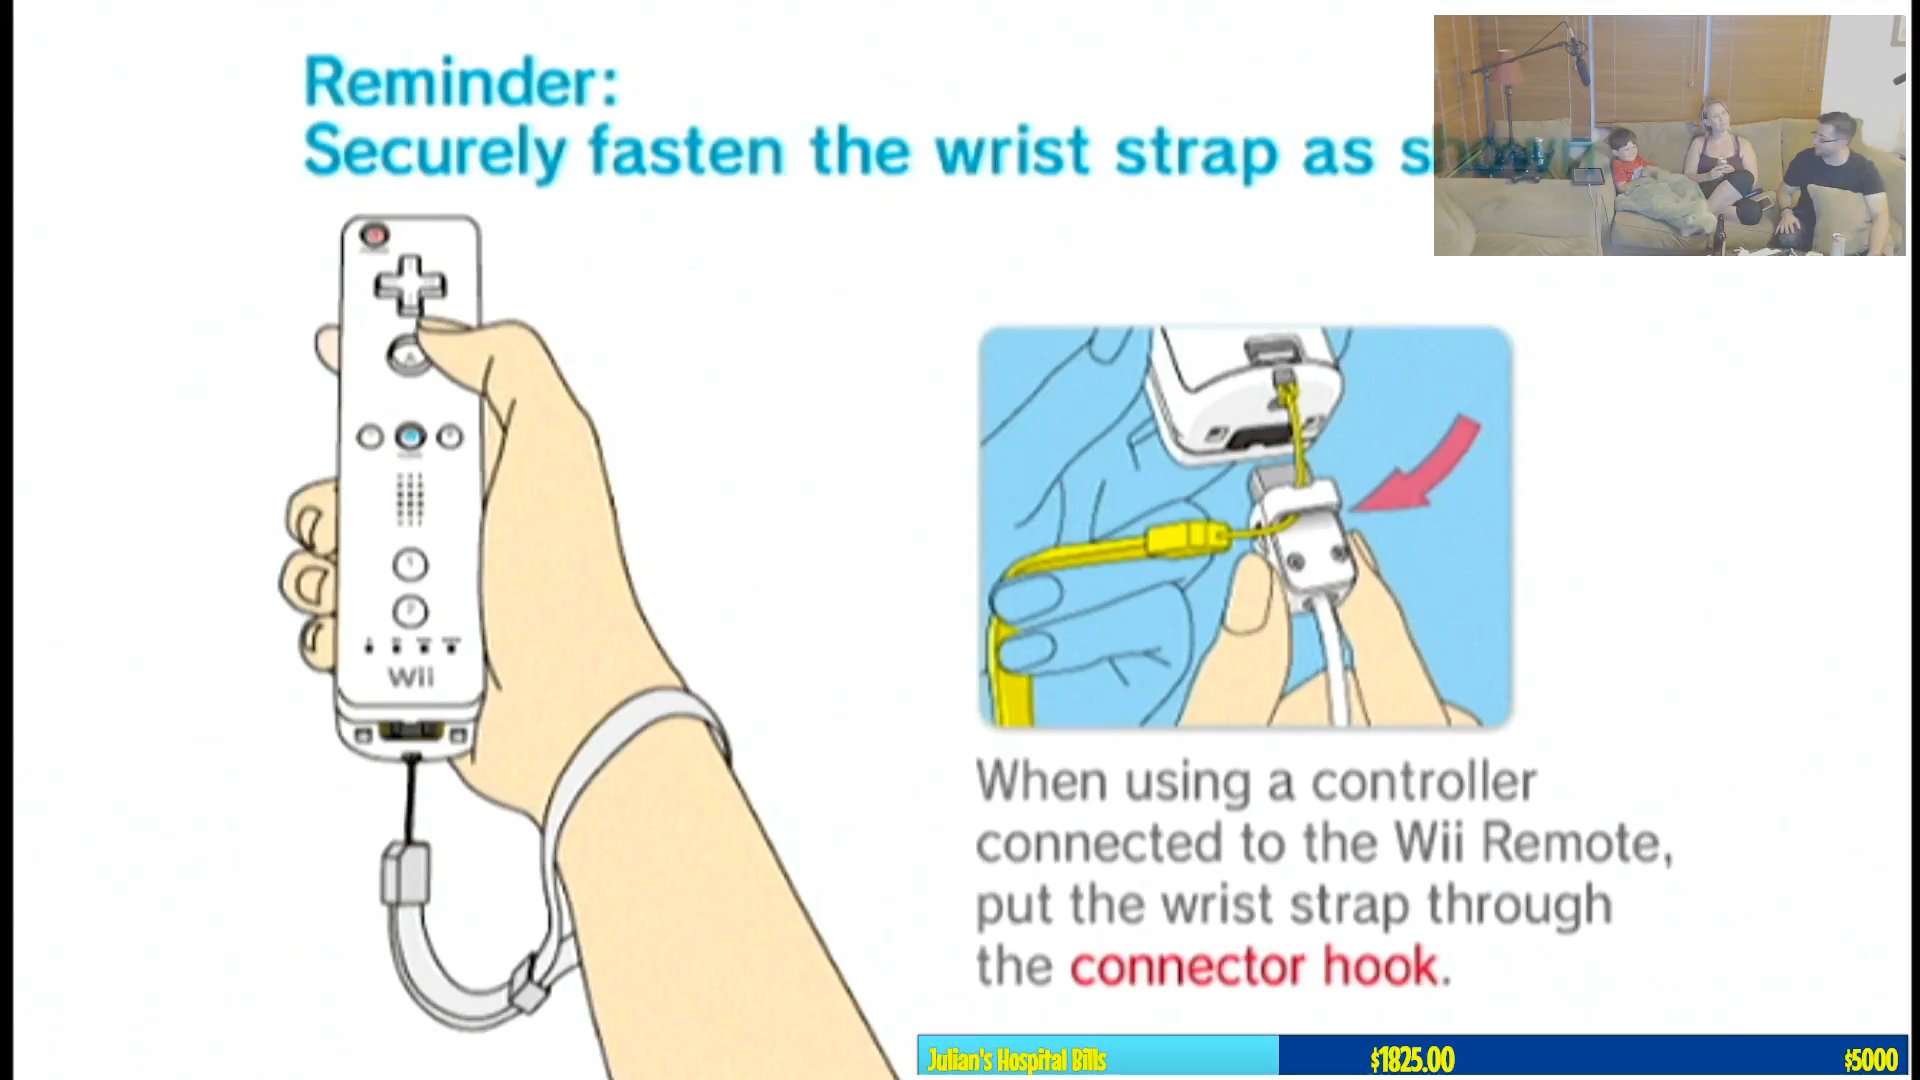 Reminder:
Securely fasten the wrist strap as shown
Wii
When using a controller
connected to the Wii Remote,
put the wrist strap through
the connector hook.
Julian's Hospital Bills $1825.00 $5000